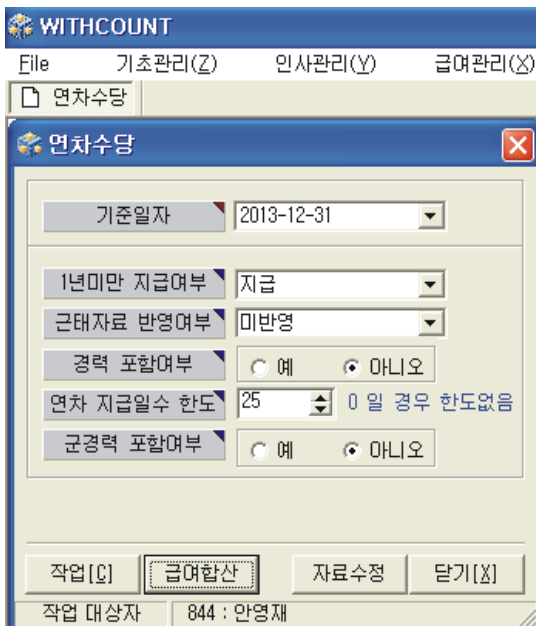 WITHCOUNT
File 기초관리(Z) 인사관리(Y) 급여관리(X)
연차수당
연차수당
기준일자 2013-12-31
1년미만 지급여부 지급
근태자료 반영여부 미반영
경력 포함여부 예 아니오
연차 지급일수 한도 25 0 일 경우 한도없음
군경력 포함여부 예 아니오
작업[C] 급여합산 자료수정 닫기[X]
작업 대상자 844 : 안영재